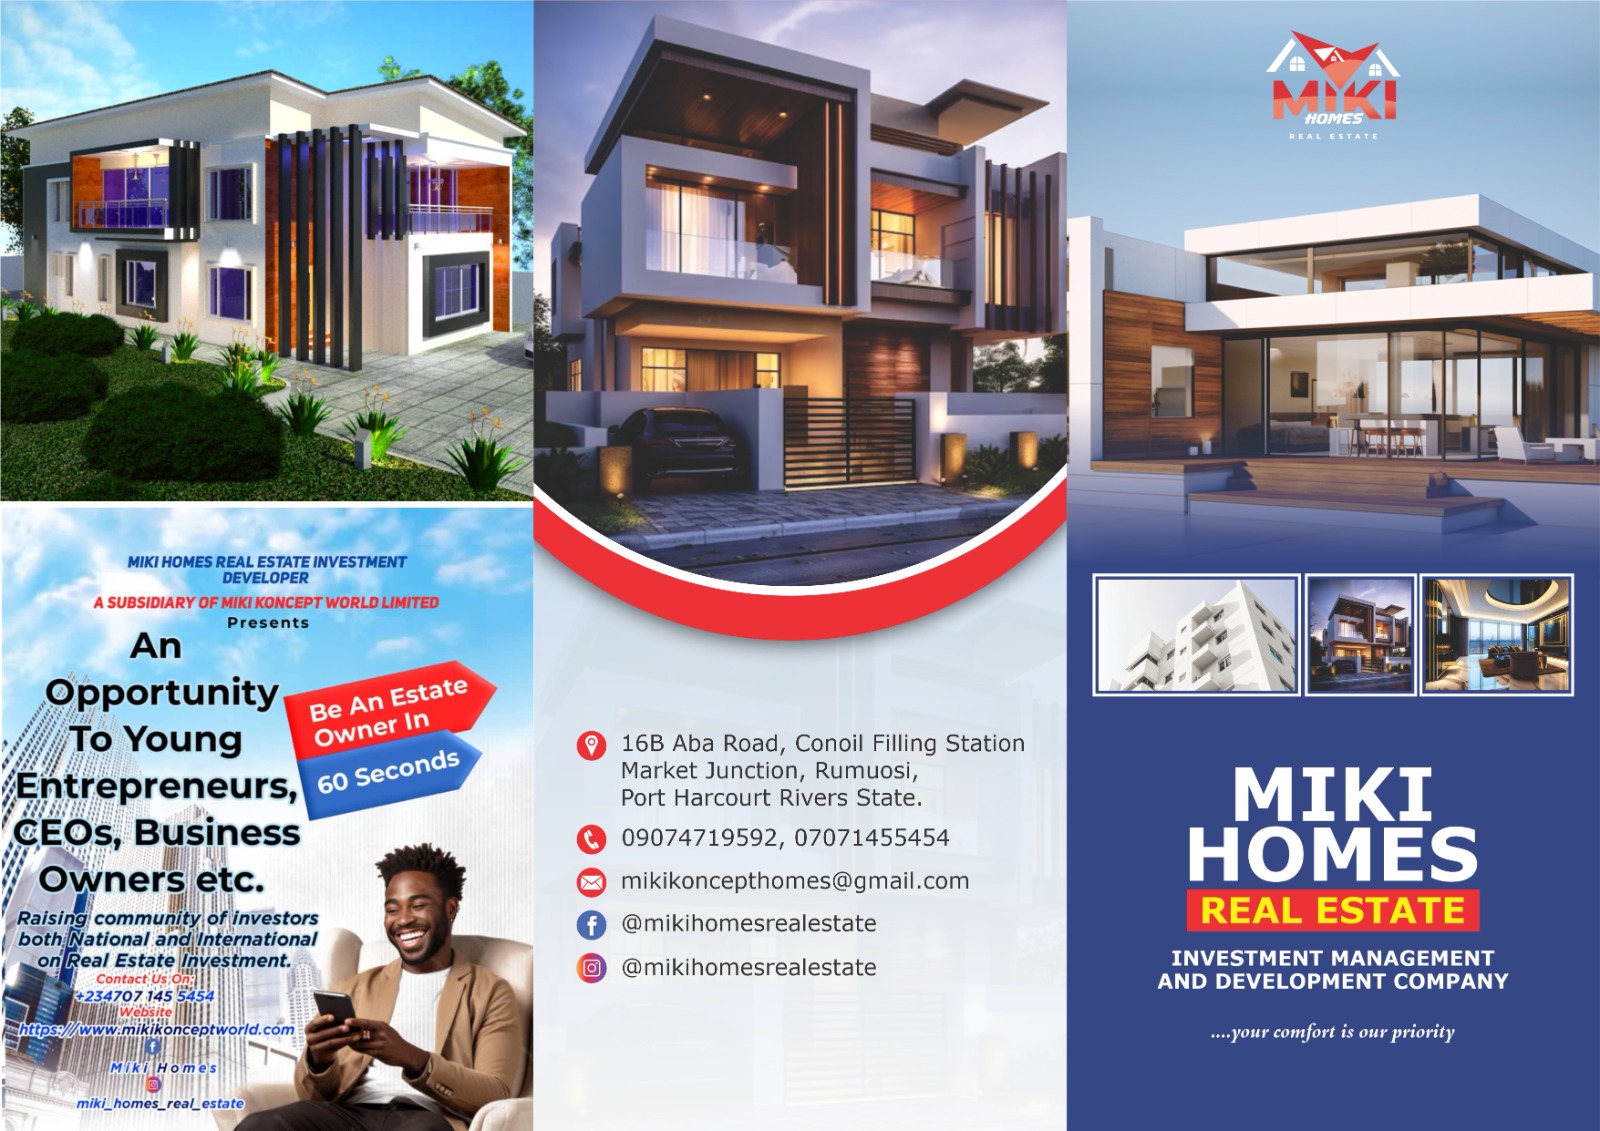 MIKI HOMES REAL ESTATE INVESTMENT
DEVELOPER
A SUBSIDIARY OF MIKI KONCEPT WORLD LIMITED
Presents
An
Opportunity
To Young
Entrepreneurs,
CEOs, Business
Owners etc.
Be An Estate
Owner In
60 Seconds
Raising community of investors
both National and International
on Real Estate Investment.
Contact Us On;
+234707 145 5454
Website
https://www.mikikonceptworld.com
Miki Homes
miki_homes_real_estate
16B Aba Road, Conoil Filling Station
Market Junction, Rumuosi,
Port Harcourt Rivers State.
09074719592, 07071455454
mikikoncepthomes@gmail.com
@mikihomesrealestate
@mikihomesrealestate
MIKI
HOMES
REAL ESTATE
MIKI
HOMES
REAL ESTATE
INVESTMENT MANAGEMENT
AND DEVELOPMENT COMPANY
....your comfort is our priority